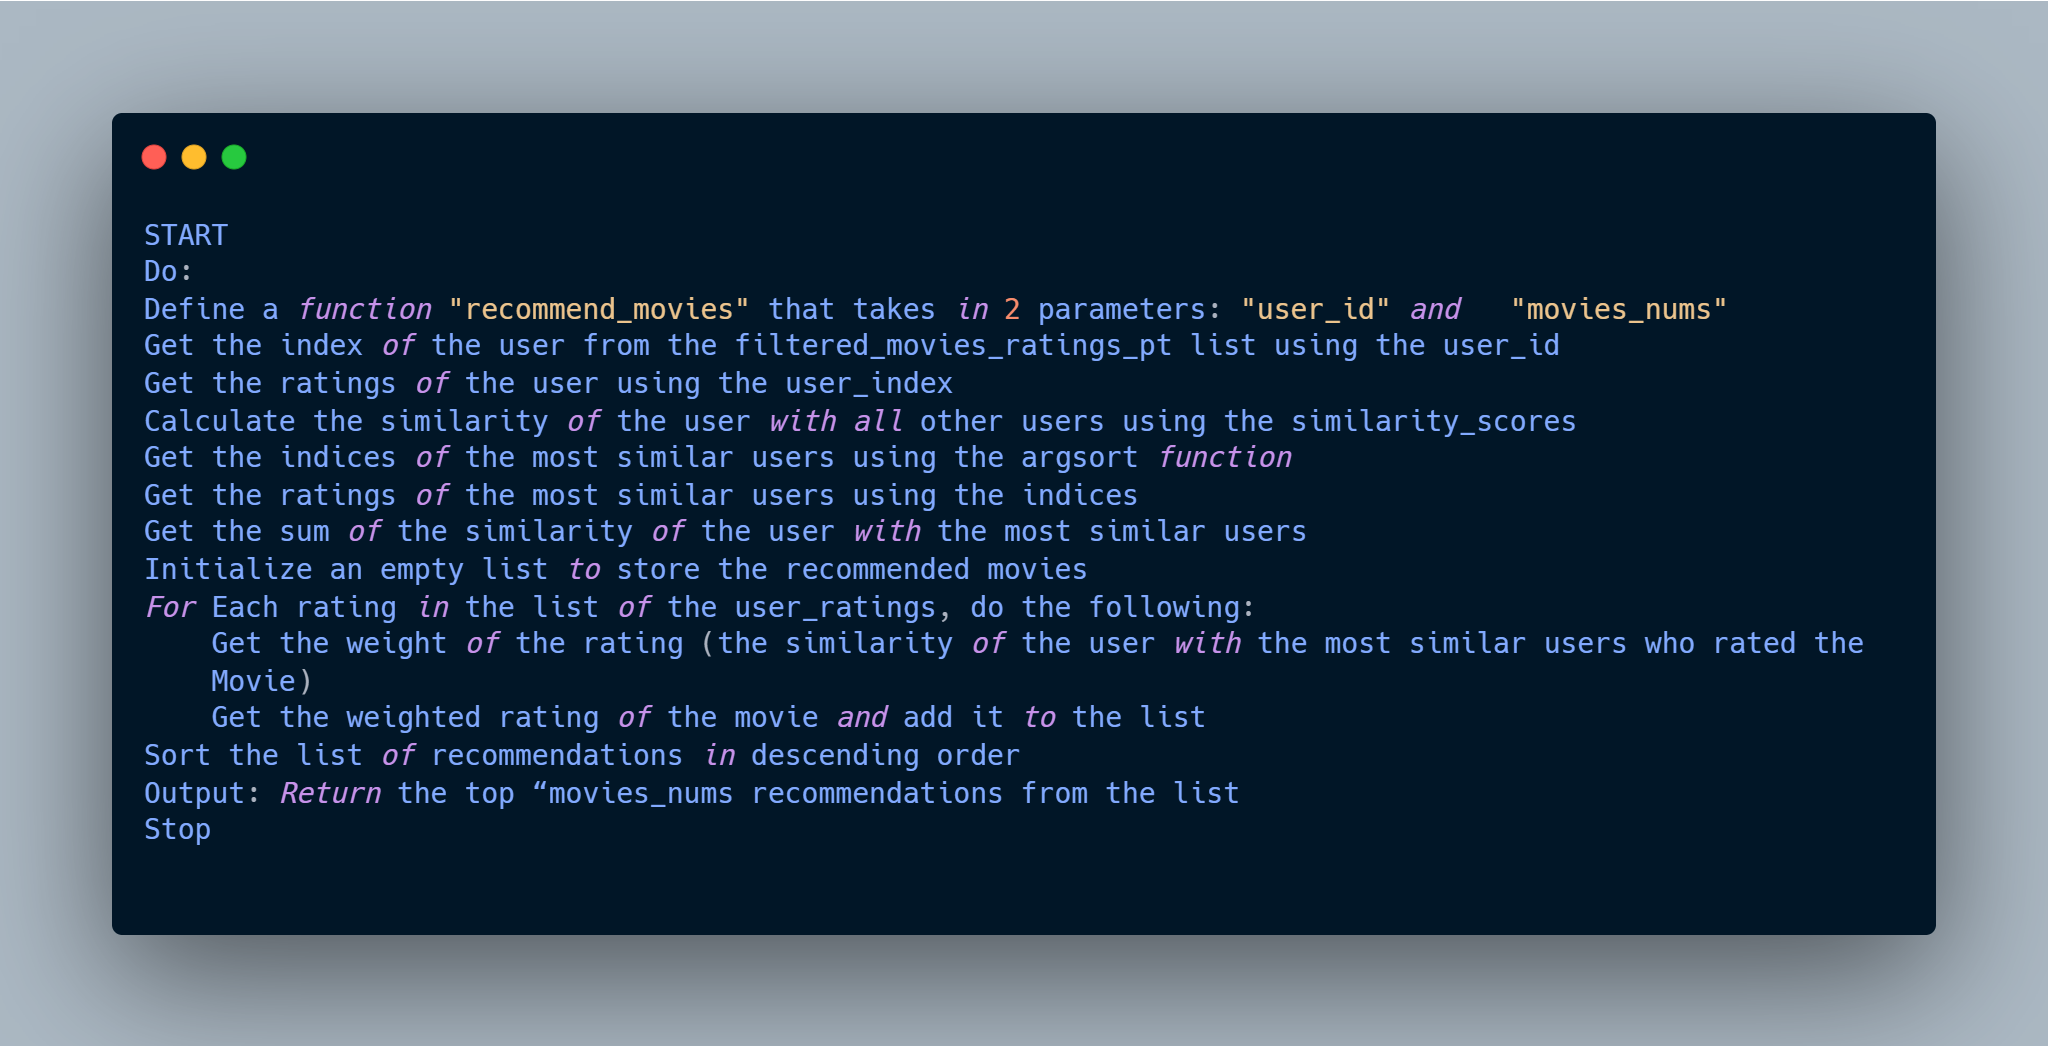 START
Do:
Define a function "recommend_movies" that takes in 2 parameters: "user_id" and   "movies_nums"
Get the index of the user from the filtered_movies_ratings_pt list using the user_id
Get the ratings of the user using the user_index
Calculate the similarity of the user with all other users using the similarity_scores
Get the indices of the most similar users using the argsort function
Get the ratings of the most similar users using the indices
Get the sum of the similarity of the user with the most similar users
Initialize an empty list to store the recommended movies
For Each rating in the list of the user_ratings, do the following:
    Get the weight of the rating (the similarity of the user with the most similar users who rated the
    Movie)
    Get the weighted rating of the movie and add it to the list
Sort the list of recommendations in descending order
Output: Return the top “movies_nums recommendations from the list
Stop